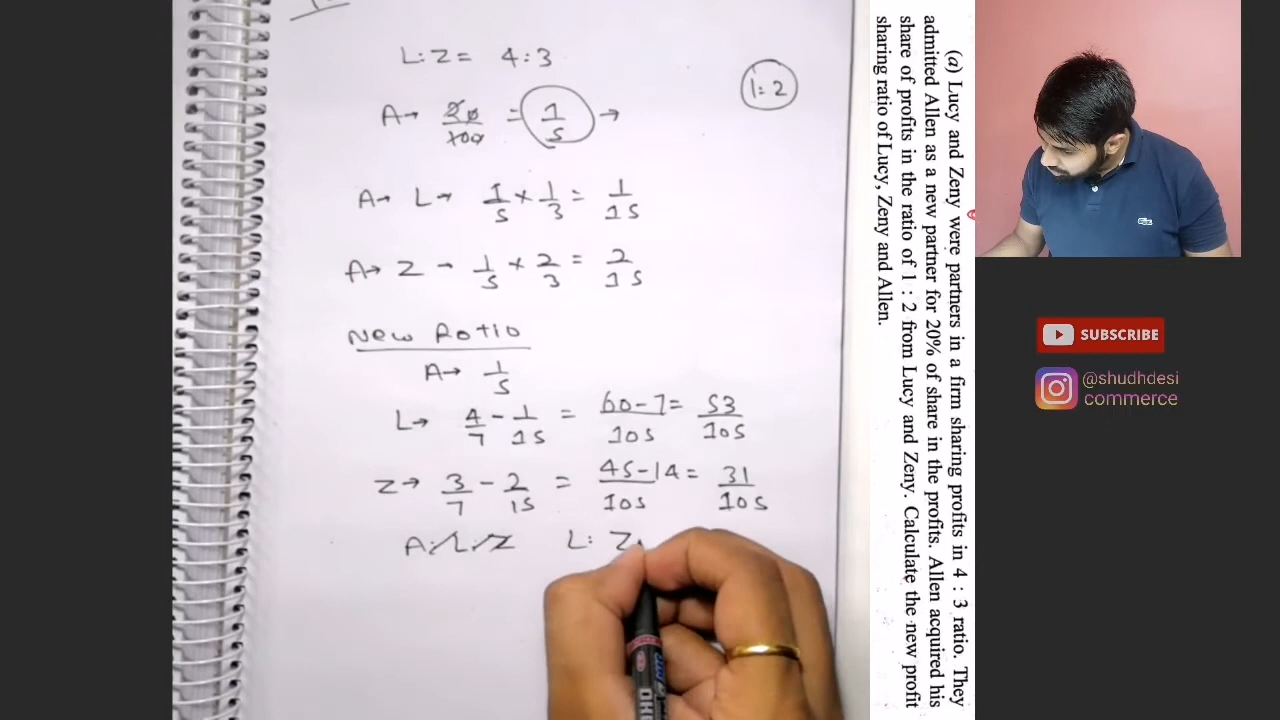 L:Z = 4:3
1:2
A→ 20/100 = 1/5 →
A→ L→ 1/5 × 1/3 = 1/15
A→ Z → 1/5 × 2/3 = 2/15
New Ratio
A→ 1/5
L→ 4/7 - 1/15 = 60-7/105 = 53/105
Z→ 3/7 - 2/15 = 45-14/105 = 31/105
A:L:Z L: Z:
(a) Lucy and Zeny were partners in a firm sharing profits in 4 : 3 ratio. They
admitted Allen as a new partner for 20% of share in the profits. Allen acquired his
share of profits in the ratio of 1 : 2 from Lucy and Zeny. Calculate the new profit
sharing ratio of Lucy, Zeny and Allen.
SUBSCRIBE
@shudhdesi
commerce
OKG